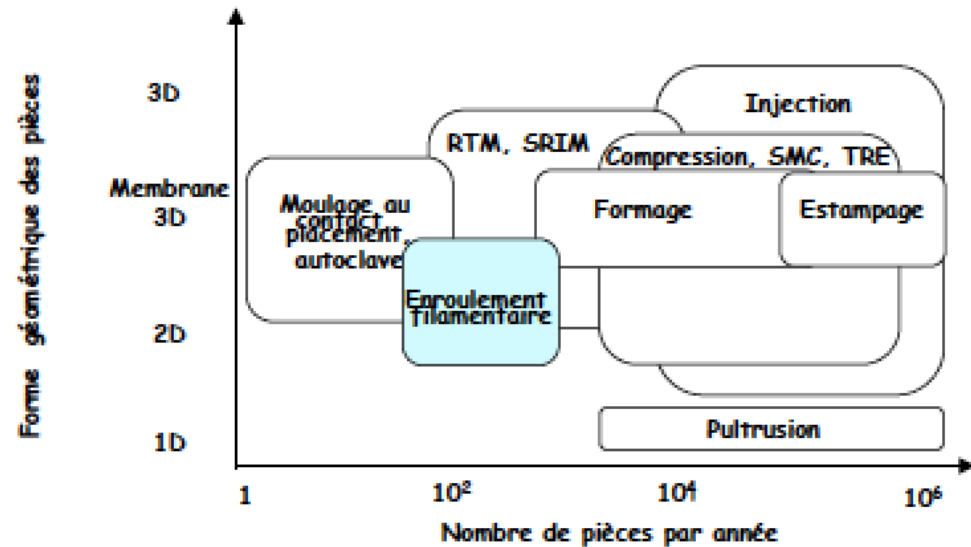 Forme géométrique des pièces
3D
Membrane
3D
2D
1D
Injection
RTM, SRIM
Compression, SMC, TRE
Moulage au
contact,
placement,
autoclave
Formage
Estampage
Enroulement
filamentaire
Pultrusion
1
10²
10⁴
10⁶
Nombre de pièces par année